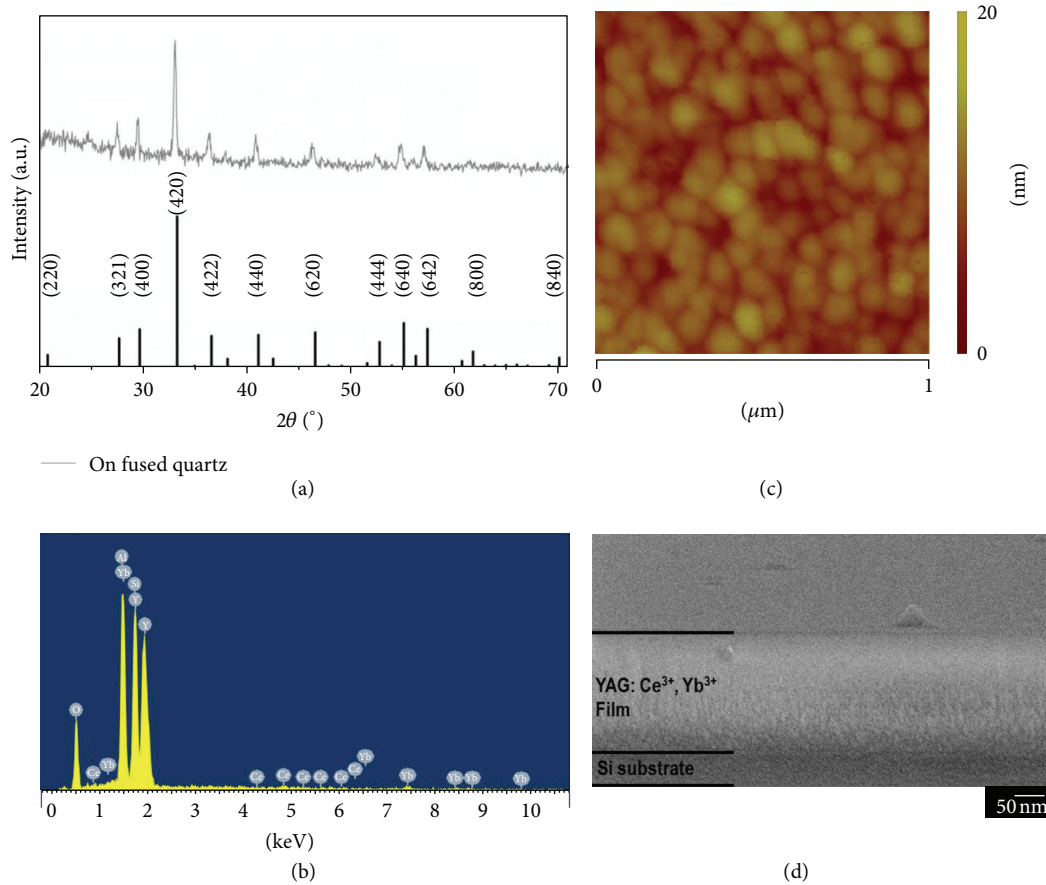 Intensity (a.u.)
(220)
(321)
(400)
(420)
(422)
(440)
(620)
(444)
(640)
(642)
(800)
(840)
20 30 40 50 60 70
2θ (°)
On fused quartz
(a)
20
(nm)
0
0 1
(μm)
(c)
Al
Yb
Si
Y
Y
O
Ce
Yb
Ce
Ce
Ce
Ce
Ce
Ce
Yb
Yb
Yb
Yb
Yb
0 1 2 3 4 5 6 7 8 9 10
(keV)
(b)
YAG: Ce³⁺, Yb³⁺
Film
Si substrate
50 nm
(d)